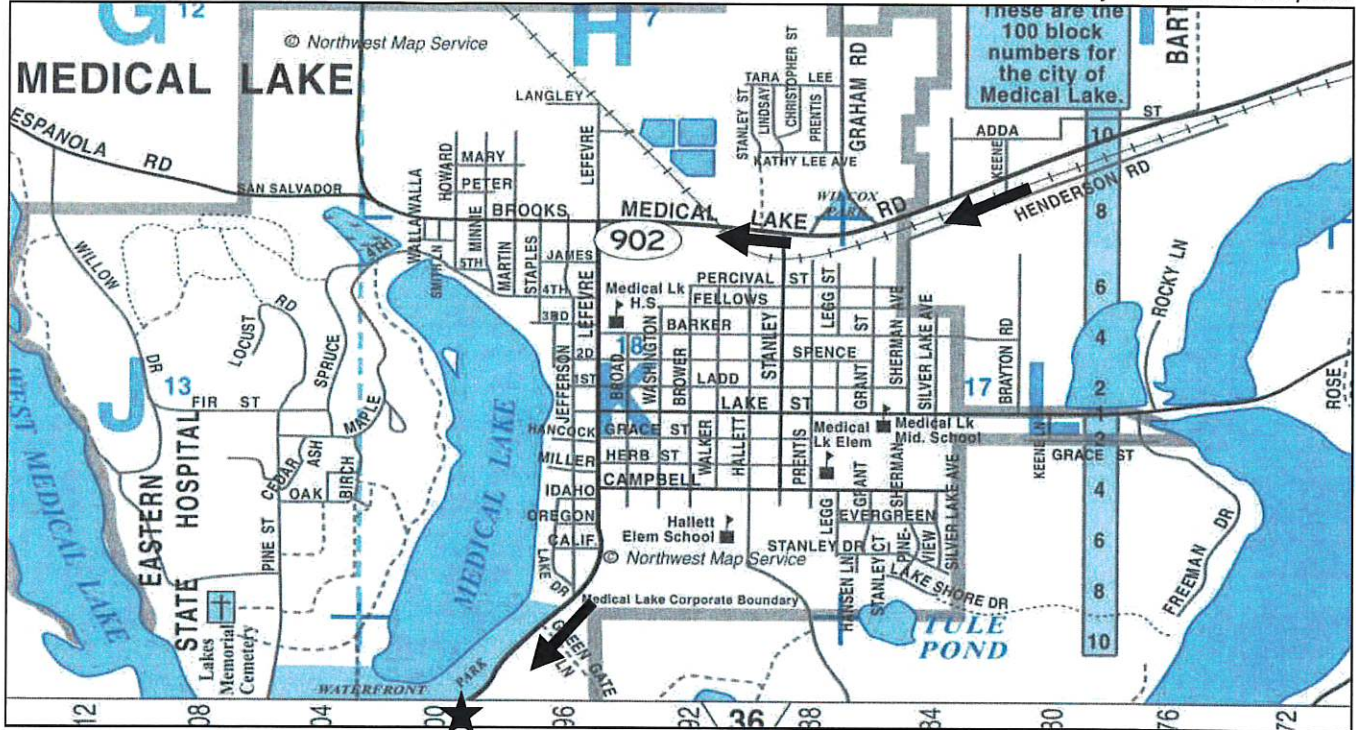 G 12
H 7
© Northwest Map Service
MEDICAL LAKE
These are the
100 block
numbers for
the city of
Medical Lake.
BART
GRAHAM RD
TARA LEE
STANLEY ST
LINDSAY
CHRISTOPHER ST
PRENTIS
KATHY LEE AVE
LANGLEY
LEFEVRE
ESPANOLA RD
SAN SALVADOR
WALLA WALLA
HOWARD
MARY
PETER
MINNIE
BROOKS
MEDICAL LAKE RD
902
WILCOX
PARK
ADDA ST
KEENE
HENDERSON RD
10
8
6
4
2
1
2
4
6
8
10
4TH
SMITH LN
5TH
MARTIN
STAPLES
JAMES
4TH
3RD
2D
1ST
LEFEVRE
JEFFERSON
WILLOW DR
LOCUST RD
SPRUCE
MAPLE
FIR ST
J 13
Medical Lk
H.S.
PERCIVAL ST
FELLOWS
BARKER
18
K
BROAD
WASHINGTON
BROWER
STANLEY
LEGG ST
SPENCE
LADD
LAKE ST
GRANT ST
SHERMAN AVE
SILVER LAKE AVE
17
BRAYTON RD
ROCKY LN
ROSE
KEENE LN
GRACE ST
HANCOCK
GRACE ST
MILLER
HERB ST
WALKER
HALLETT
PRENTIS
Medical
Lk Elem
Medical Lk
Mid. School
IDAHO
CAMPBELL
OREGON
CALIF.
LAKE DR
Hallett
Elem School
© Northwest Map Service
LEGG
GRANT
SHERMAN
EVERGREEN
STANLEY DR
STANLEY CT
PINE-
VIEW
SILVER LAKE AVE
LAKE SHORE DR
HANSEN LN
Medical Lake Corporate Boundary
TULE
POND
FREEMAN DR
WEST MEDICAL LAKE
EASTERN
STATE HOSPITAL
CEDAR
ASH
OAK
BIRCH
PINE ST
MEDICAL LAKE
Lakes
Memorial
Cemetery
GREEN GATE
LN
WATERFRONT PARK
12
08
04
00
96
92
36
88
84
80
76
72